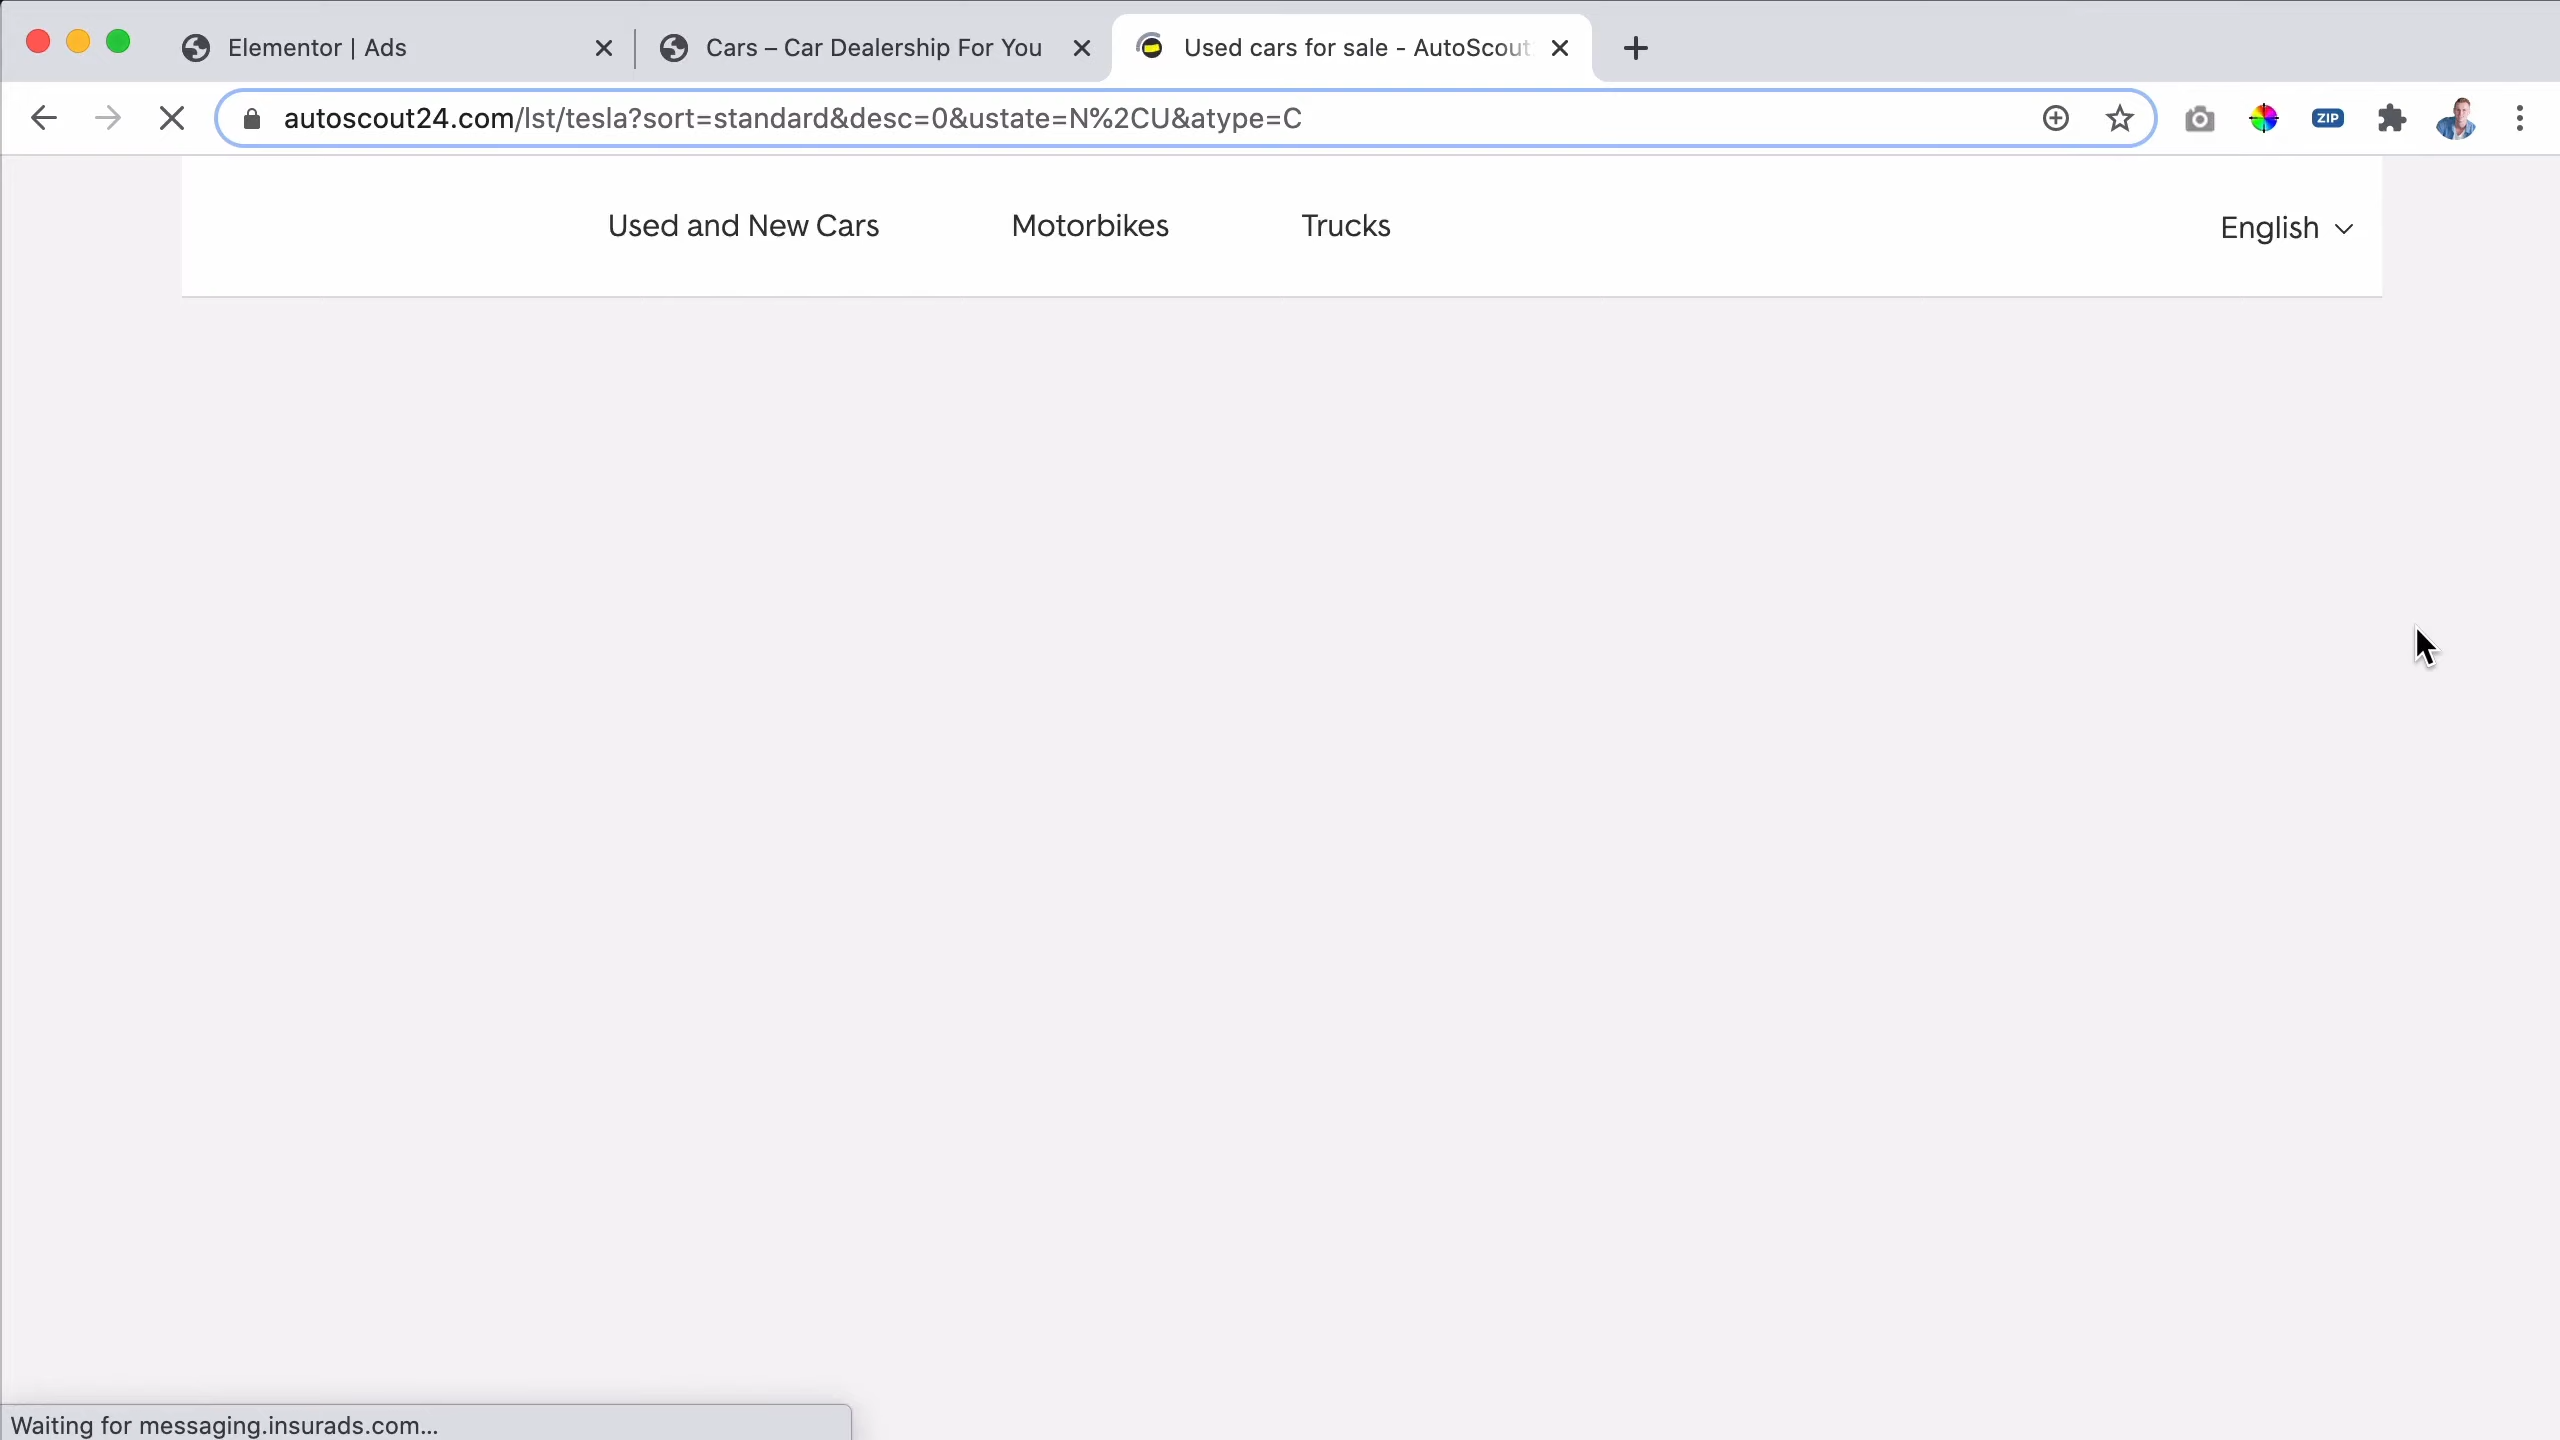 Elementor | Ads
Cars – Car Dealership For You
Used cars for sale - AutoScout
autoscout24.com/lst/tesla?sort=standard&desc=0&ustate=N%2CU&atype=C
ZIP
Used and New Cars
Motorbikes
Trucks
English
Waiting for messaging.insurads.com...